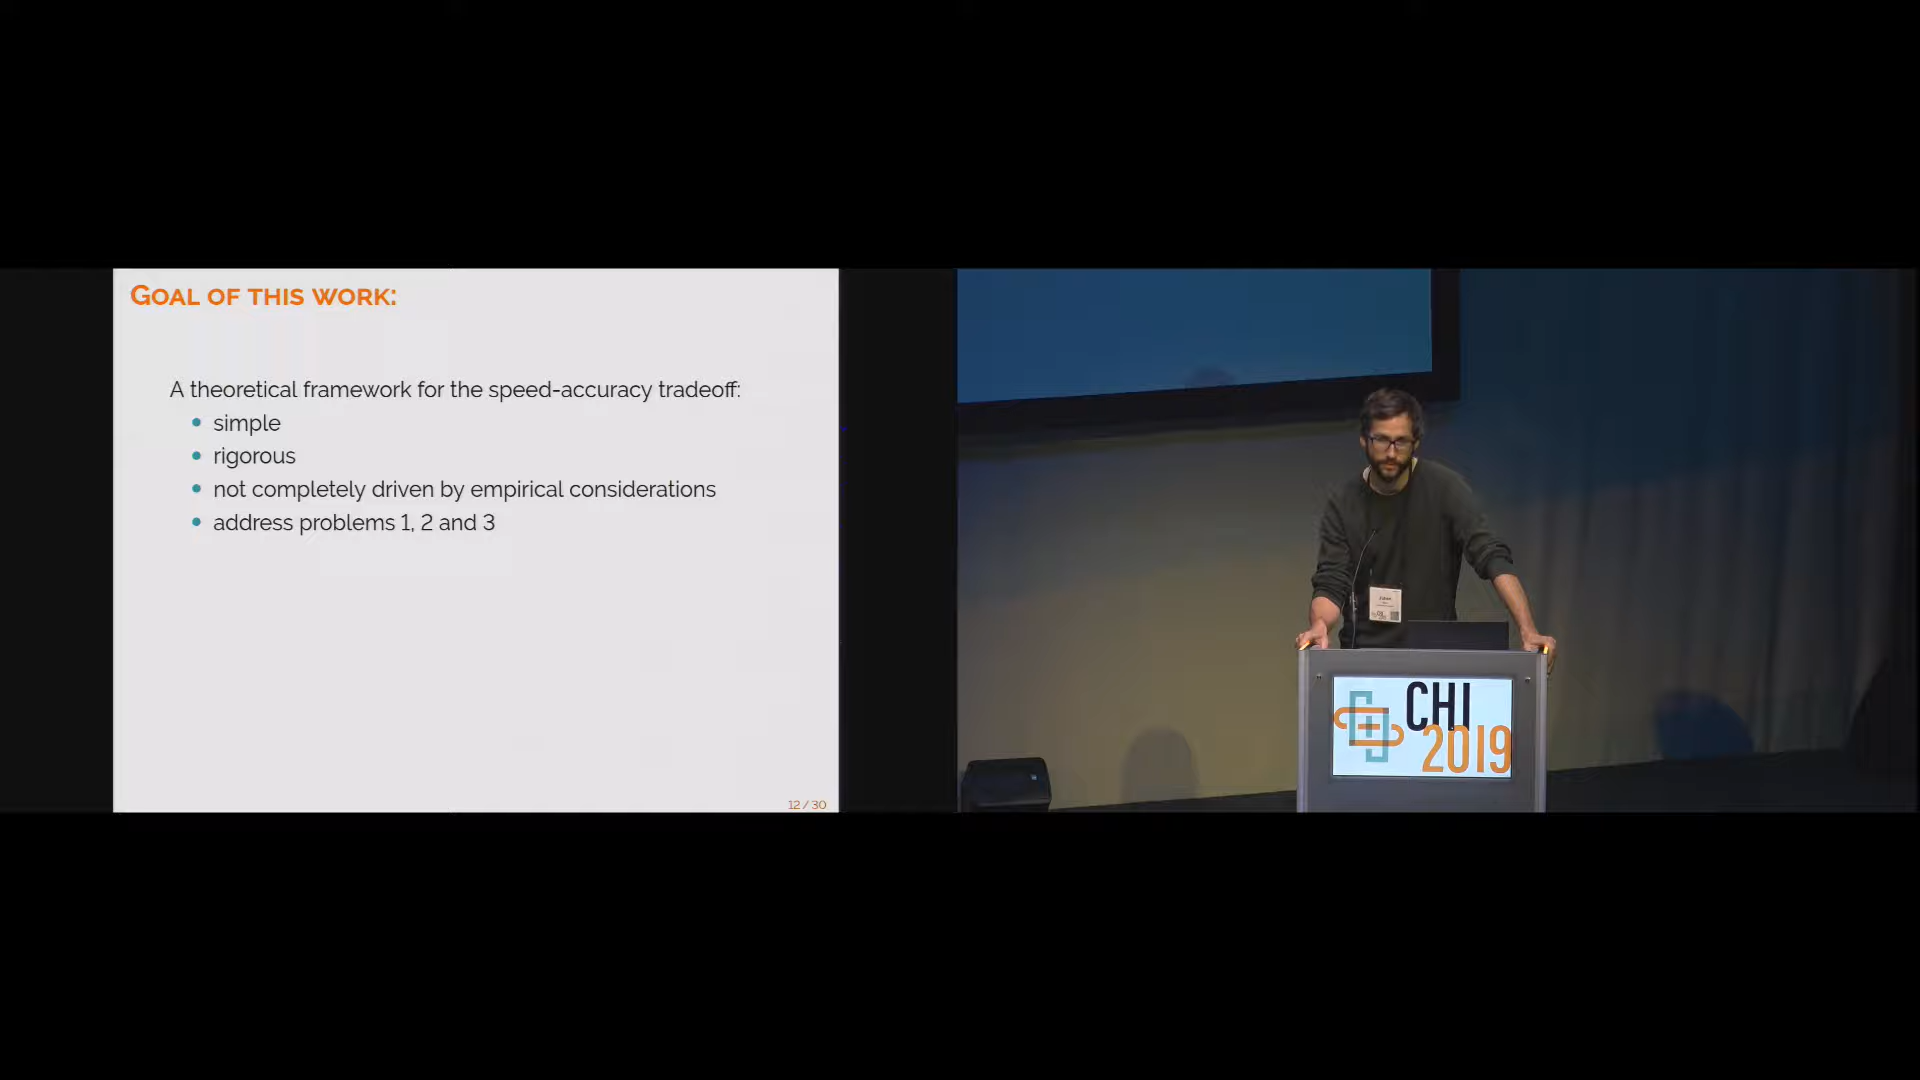 GOAL OF THIS WORK:
A theoretical framework for the speed-accuracy tradeoff:
simple
rigorous
not completely driven by empirical considerations
address problems 1, 2 and 3
12 / 30
CHI
2019